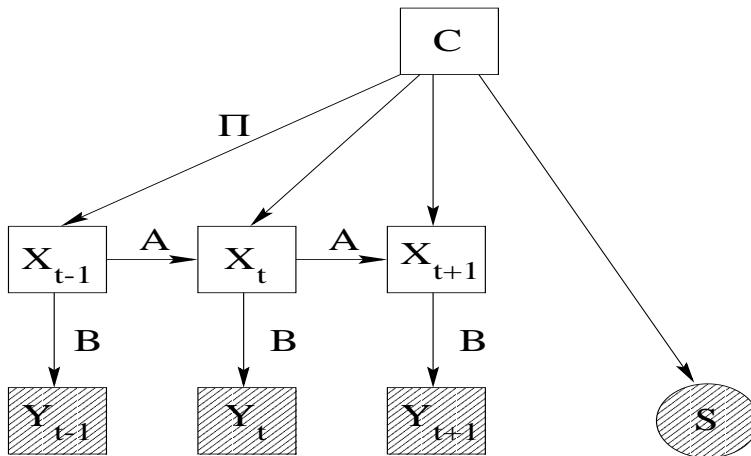 C
Π
A A
X_{t-1} X_t X_{t+1}
B B B
Y_{t-1} Y_t Y_{t+1} S